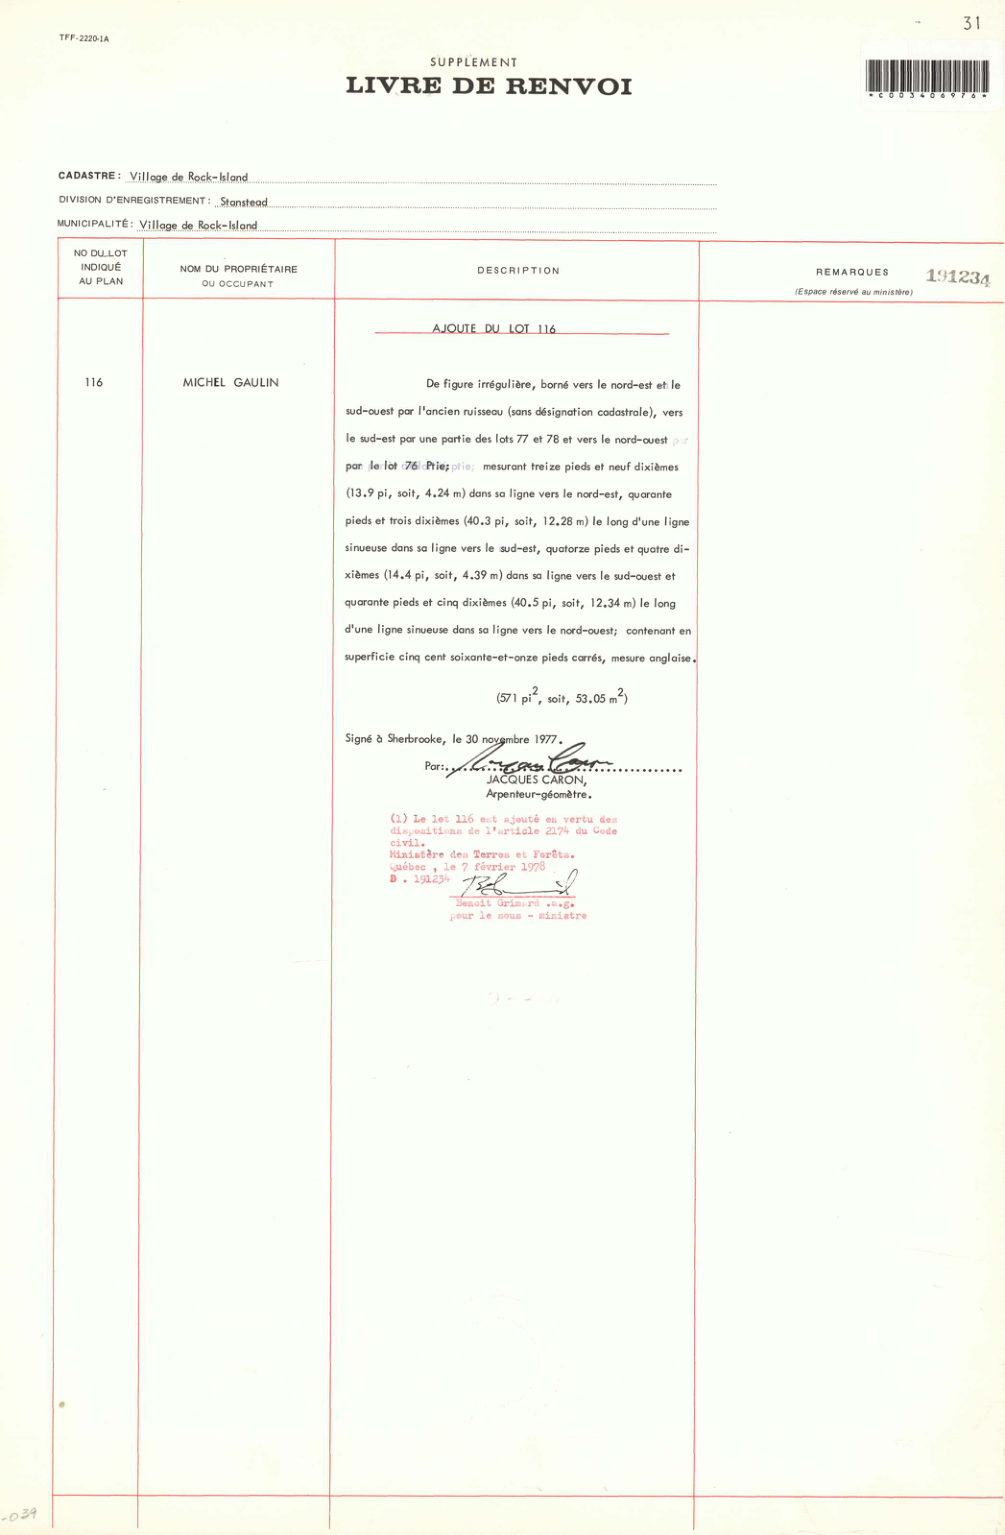 31
TFF-2220-1A
SUPPLÉMENT
LIVRE DE RENVOI
*C003406976*
CADASTRE: Village de Rock-Island
DIVISION D'ENREGISTREMENT: Stanstead
MUNICIPALITÉ: Village de Rock-Island
NO DU LOT
INDIQUÉ
AU PLAN
NOM DU PROPRIÉTAIRE
OU OCCUPANT
DESCRIPTION
REMARQUES
(Espace réservé au ministère)
191234
AJOUTE DU LOT 116
116
MICHEL GAULIN
De figure irrégulière, borné vers le nord-est et le
sud-ouest par l'ancien ruisseau (sans désignation cadastrale), vers
le sud-est par une partie des lots 77 et 78 et vers le nord-ouest
par le lot 76 Ptie; mesurant treize pieds et neuf dixièmes
(13.9 pi, soit, 4.24 m) dans sa ligne vers le nord-est, quarante
pieds et trois dixièmes (40.3 pi, soit, 12.28 m) le long d'une ligne
sinueuse dans sa ligne vers le sud-est, quatorze pieds et quatre di-
xièmes (14.4 pi, soit, 4.39 m) dans sa ligne vers le sud-ouest et
quarante pieds et cinq dixièmes (40.5 pi, soit, 12.34 m) le long
d'une ligne sinueuse dans sa ligne vers le nord-ouest; contenant en
superficie cinq cent soixante-et-onze pieds carrés, mesure anglaise.
(571 pi², soit, 53.05 m²)
Signé à Sherbrooke, le 30 novembre 1977.
Par:
JACQUES CARON,
Arpenteur-géomètre.
(1) Le lot 116 est ajouté en vertu des
dispositions de l'article 2174 du Code
civil.
Ministère des Terres et Forêts.
Québec , le 7 février 1978
D . 191234
Benoit Grimard .a.g.
pour le sous - ministre
-039